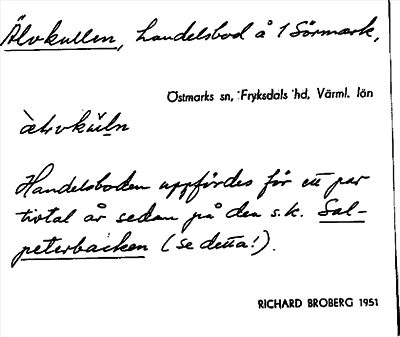 Älvkullen, handelsbod å 1 Sörmark,
Östmarks sn, Fryksdals hd, Värml. län
Handelsboden uppfördes för ett par
tiotal år sedan på den s.k. Sal-
peterbacken (se detta!).
RICHARD BROBERG 1951